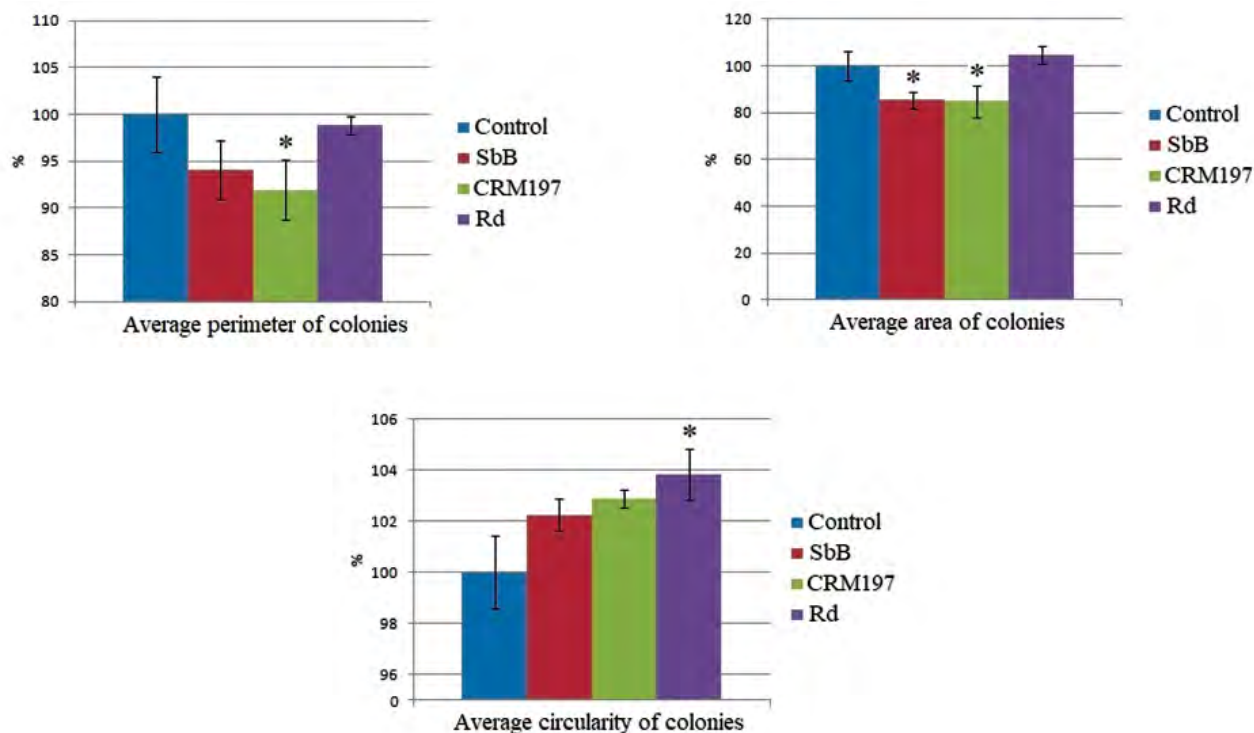 110
105
100
95
90
85
80
%
*
Control
SbB
CRM197
Rd
Average perimeter of colonies
120
100
80
60
40
20
0
%
*
*
Control
SbB
CRM197
Rd
Average area of colonies
106
104
102
100
98
96
0
%
*
Control
SbB
CRM197
Rd
Average circularity of colonies